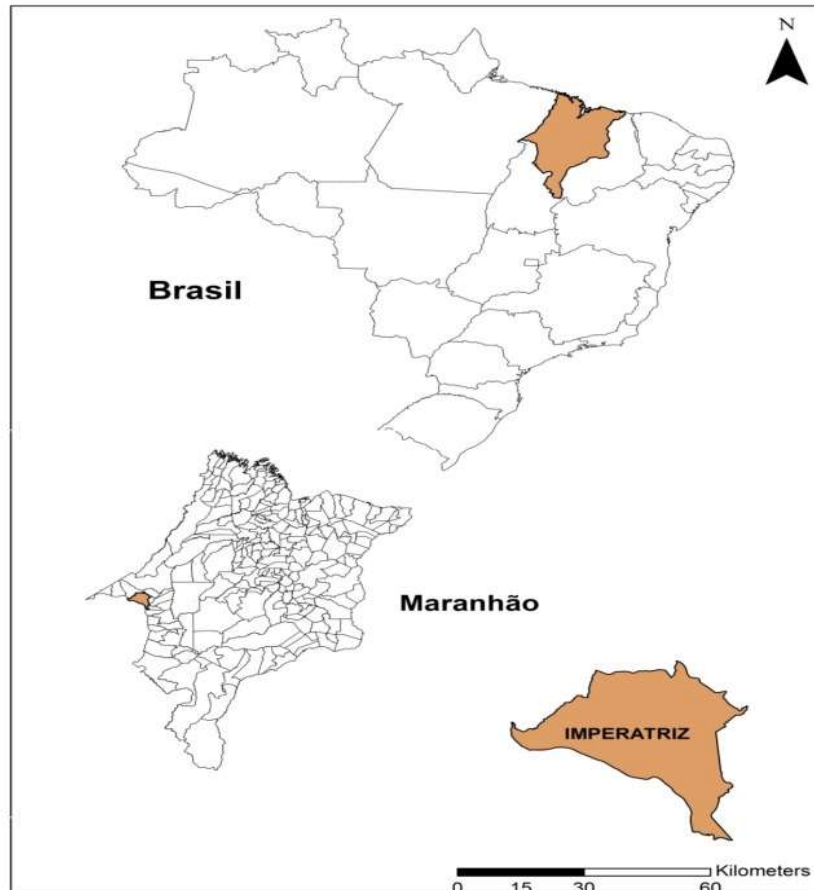 N
Brasil
Maranhão
IMPERATRIZ
Kilometers
0 15 30 60